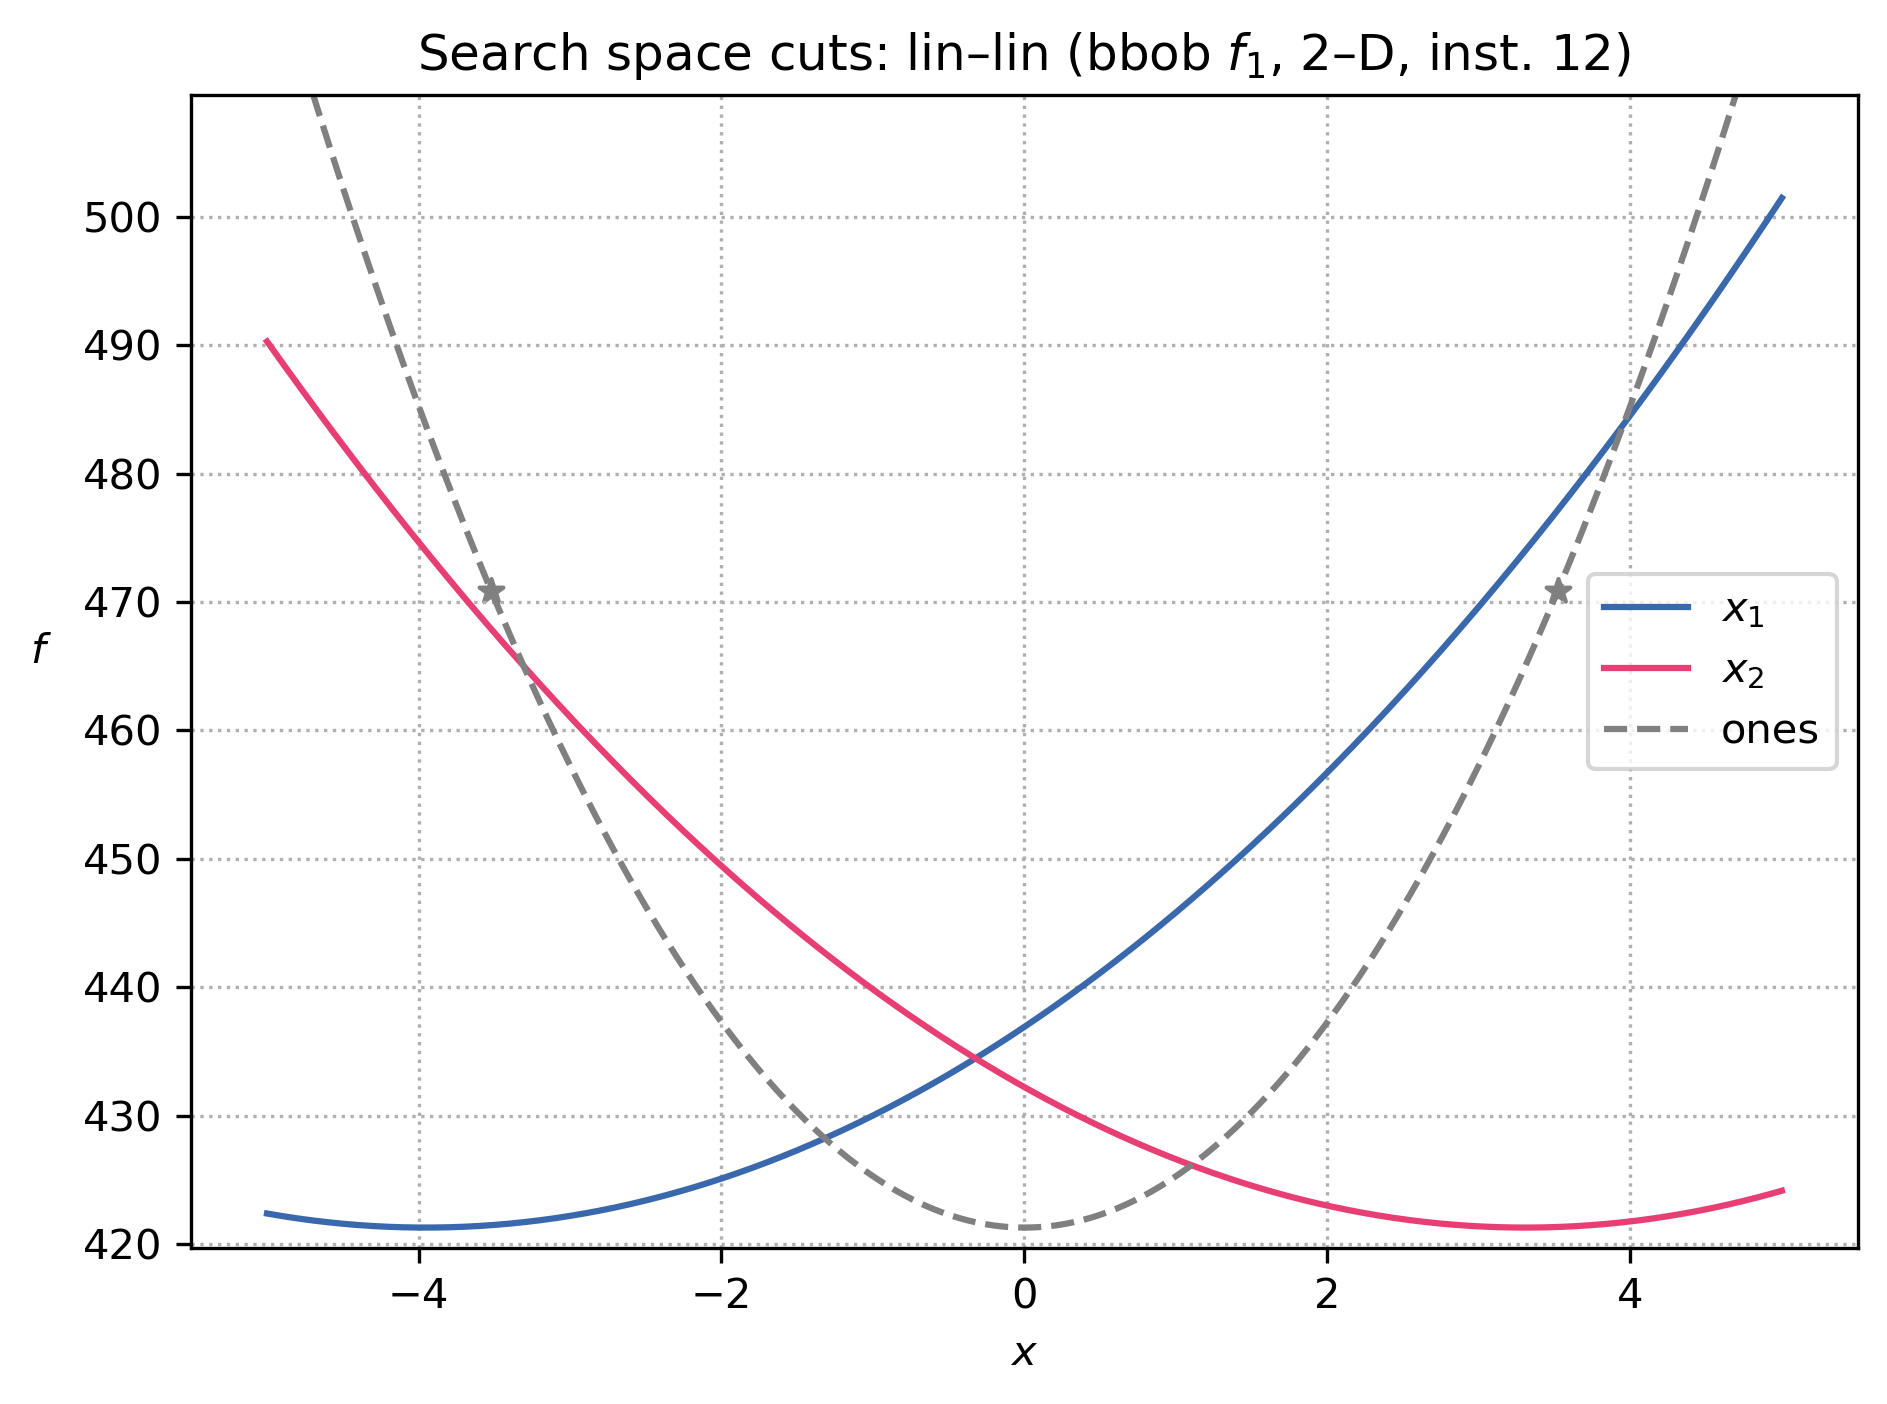 Search space cuts: lin–lin (bbob f₁, 2–D, inst. 12)
500
490
480
470
460
450
440
430
420
f
x₁
x₂
ones
−4 −2 0 2 4
x